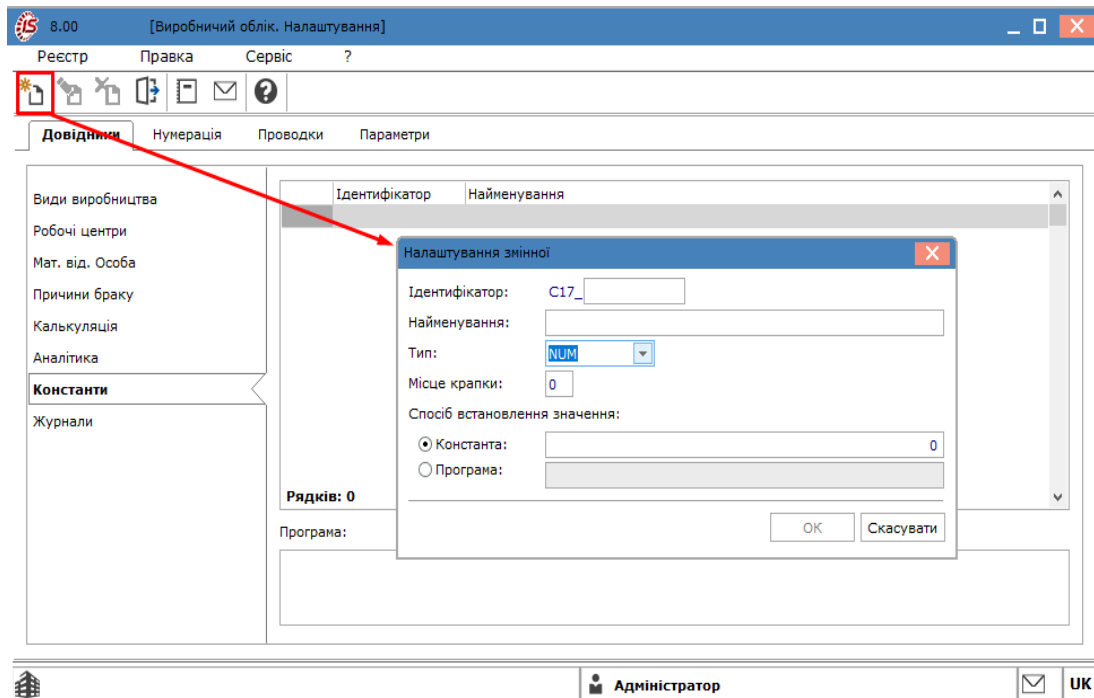 8.00 [Виробничий облік. Налаштування]
Реєстр Правка Сервіс ?
Довідники Нумерація Проводки Параметри
Види виробництва
Робочі центри
Мат. від. Особа
Причини браку
Калькуляція
Аналітика
Константи
Журнали
Ідентифікатор Найменування
Налаштування змінної
Ідентифікатор: С17_
Найменування:
Тип: NUM
Місце крапки: 0
Спосіб встановлення значення:
Константа: 0
Програма:
ОК Скасувати
Рядків: 0
Програма:
Адміністратор UK